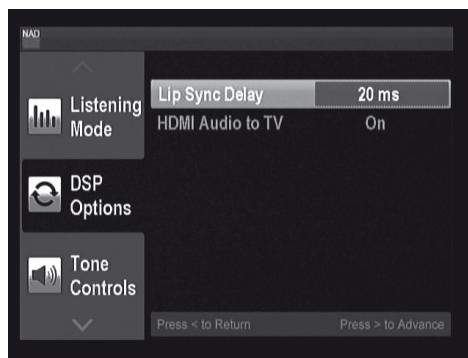 NAD
Listening
Mode
DSP
Options
Tone
Controls
Lip Sync Delay 20 ms
HDMI Audio to TV On
Press < to Return Press > to Advance